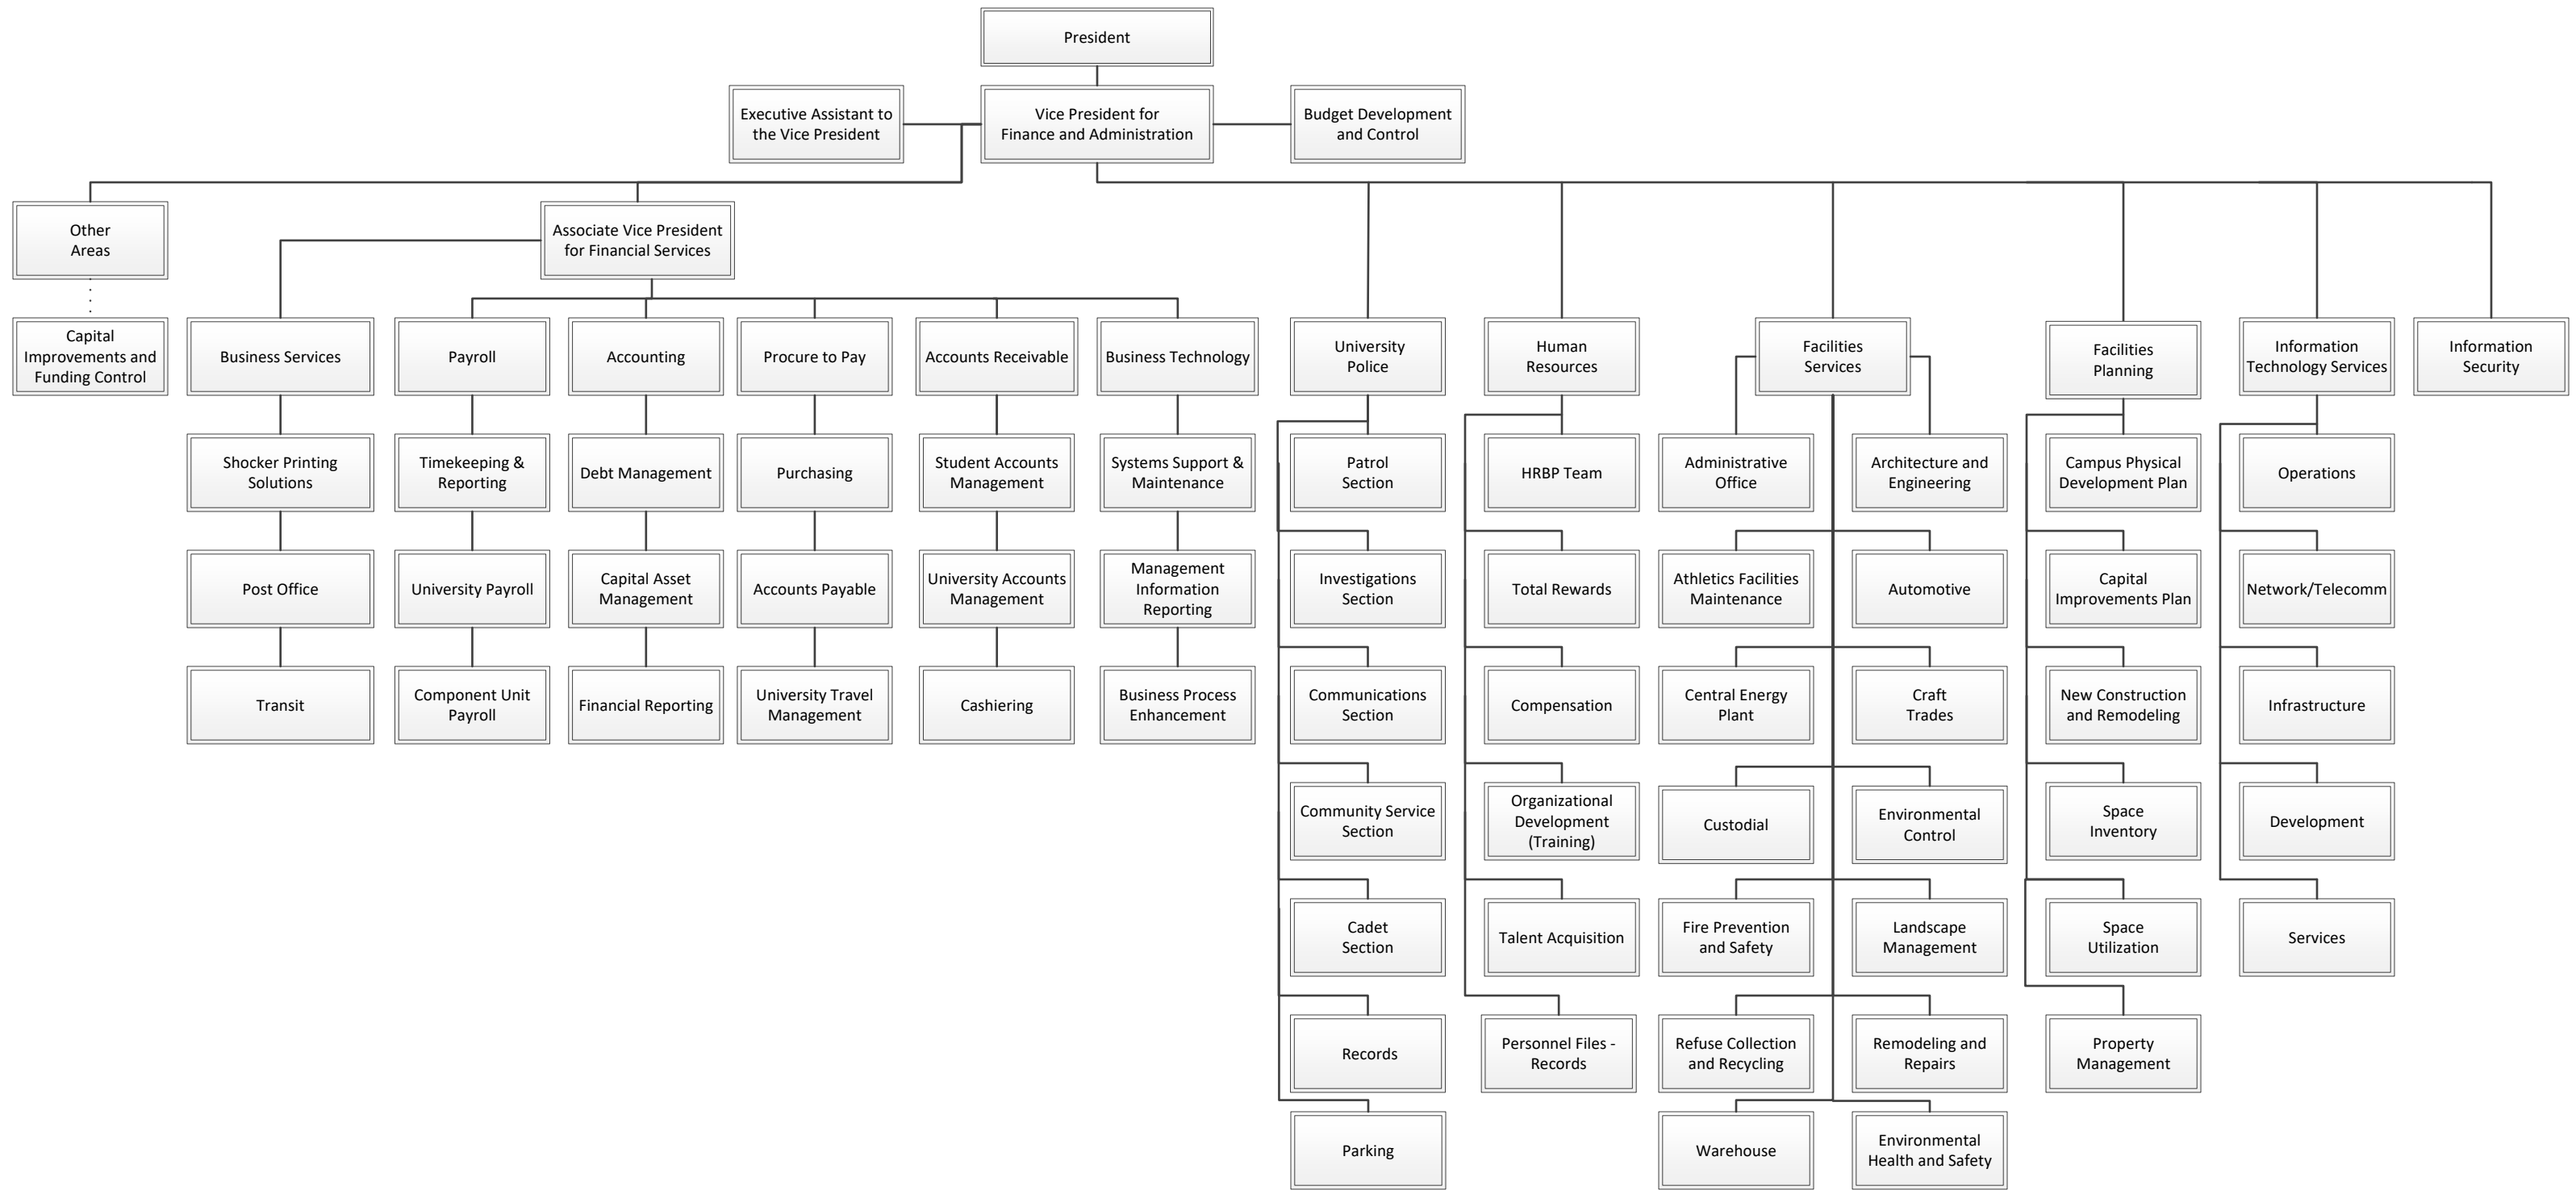 President
Executive Assistant to
the Vice President
Vice President for
Finance and Administration
Budget Development
and Control
Other
Areas
Associate Vice President
for Financial Services
Capital
Improvements and
Funding Control
Business Services
Payroll
Accounting
Procure to Pay
Accounts Receivable
Business Technology
University
Police
Human
Resources
Facilities
Services
Facilities
Planning
Information
Technology Services
Information
Security
Shocker Printing
Solutions
Timekeeping &
Reporting
Debt Management
Purchasing
Student Accounts
Management
Systems Support &
Maintenance
Patrol
Section
HRBP Team
Administrative
Office
Architecture and
Engineering
Campus Physical
Development Plan
Operations
Post Office
University Payroll
Capital Asset
Management
Accounts Payable
University Accounts
Management
Management
Information
Reporting
Investigations
Section
Total Rewards
Athletics Facilities
Maintenance
Automotive
Capital
Improvements Plan
Network/Telecomm
Transit
Component Unit
Payroll
Financial Reporting
University Travel
Management
Cashiering
Business Process
Enhancement
Communications
Section
Compensation
Central Energy
Plant
Craft
Trades
New Construction
and Remodeling
Infrastructure
Community Service
Section
Organizational
Development
(Training)
Custodial
Environmental
Control
Space
Inventory
Development
Cadet
Section
Talent Acquisition
Fire Prevention
and Safety
Landscape
Management
Space
Utilization
Services
Records
Personnel Files -
Records
Refuse Collection
and Recycling
Remodeling and
Repairs
Property
Management
Parking
Warehouse
Environmental
Health and Safety